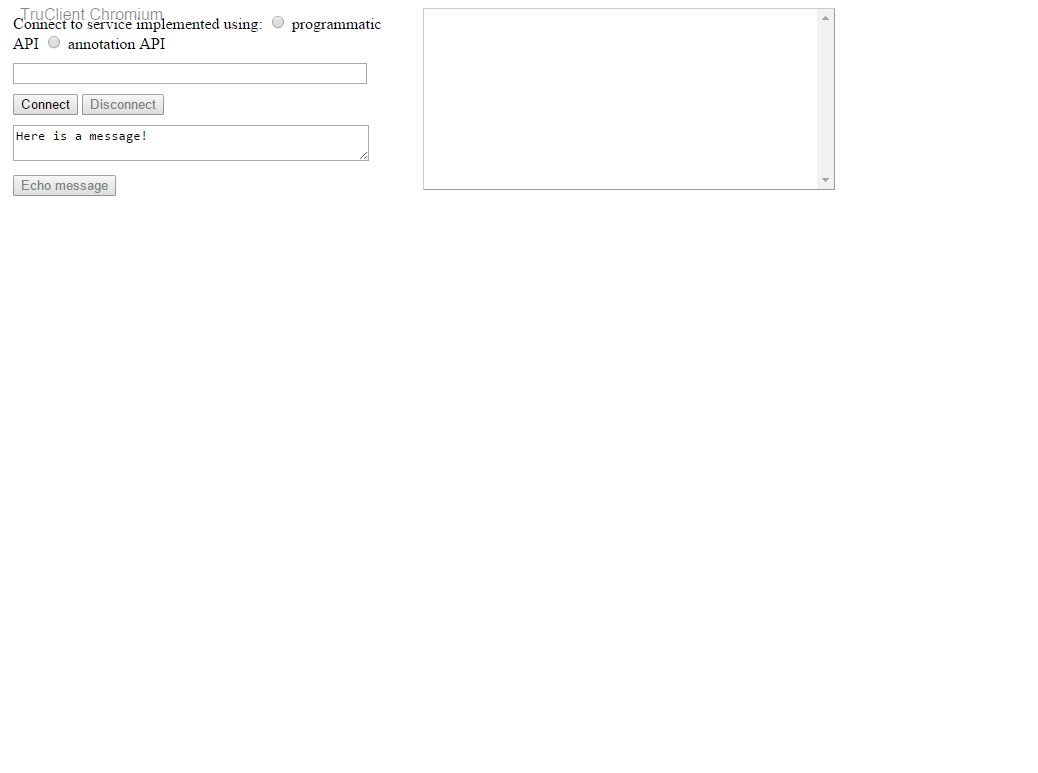 TruClient Chromium
Connect to service implemented using: programmatic
API annotation API
Connect Disconnect
Here is a message!
Echo message